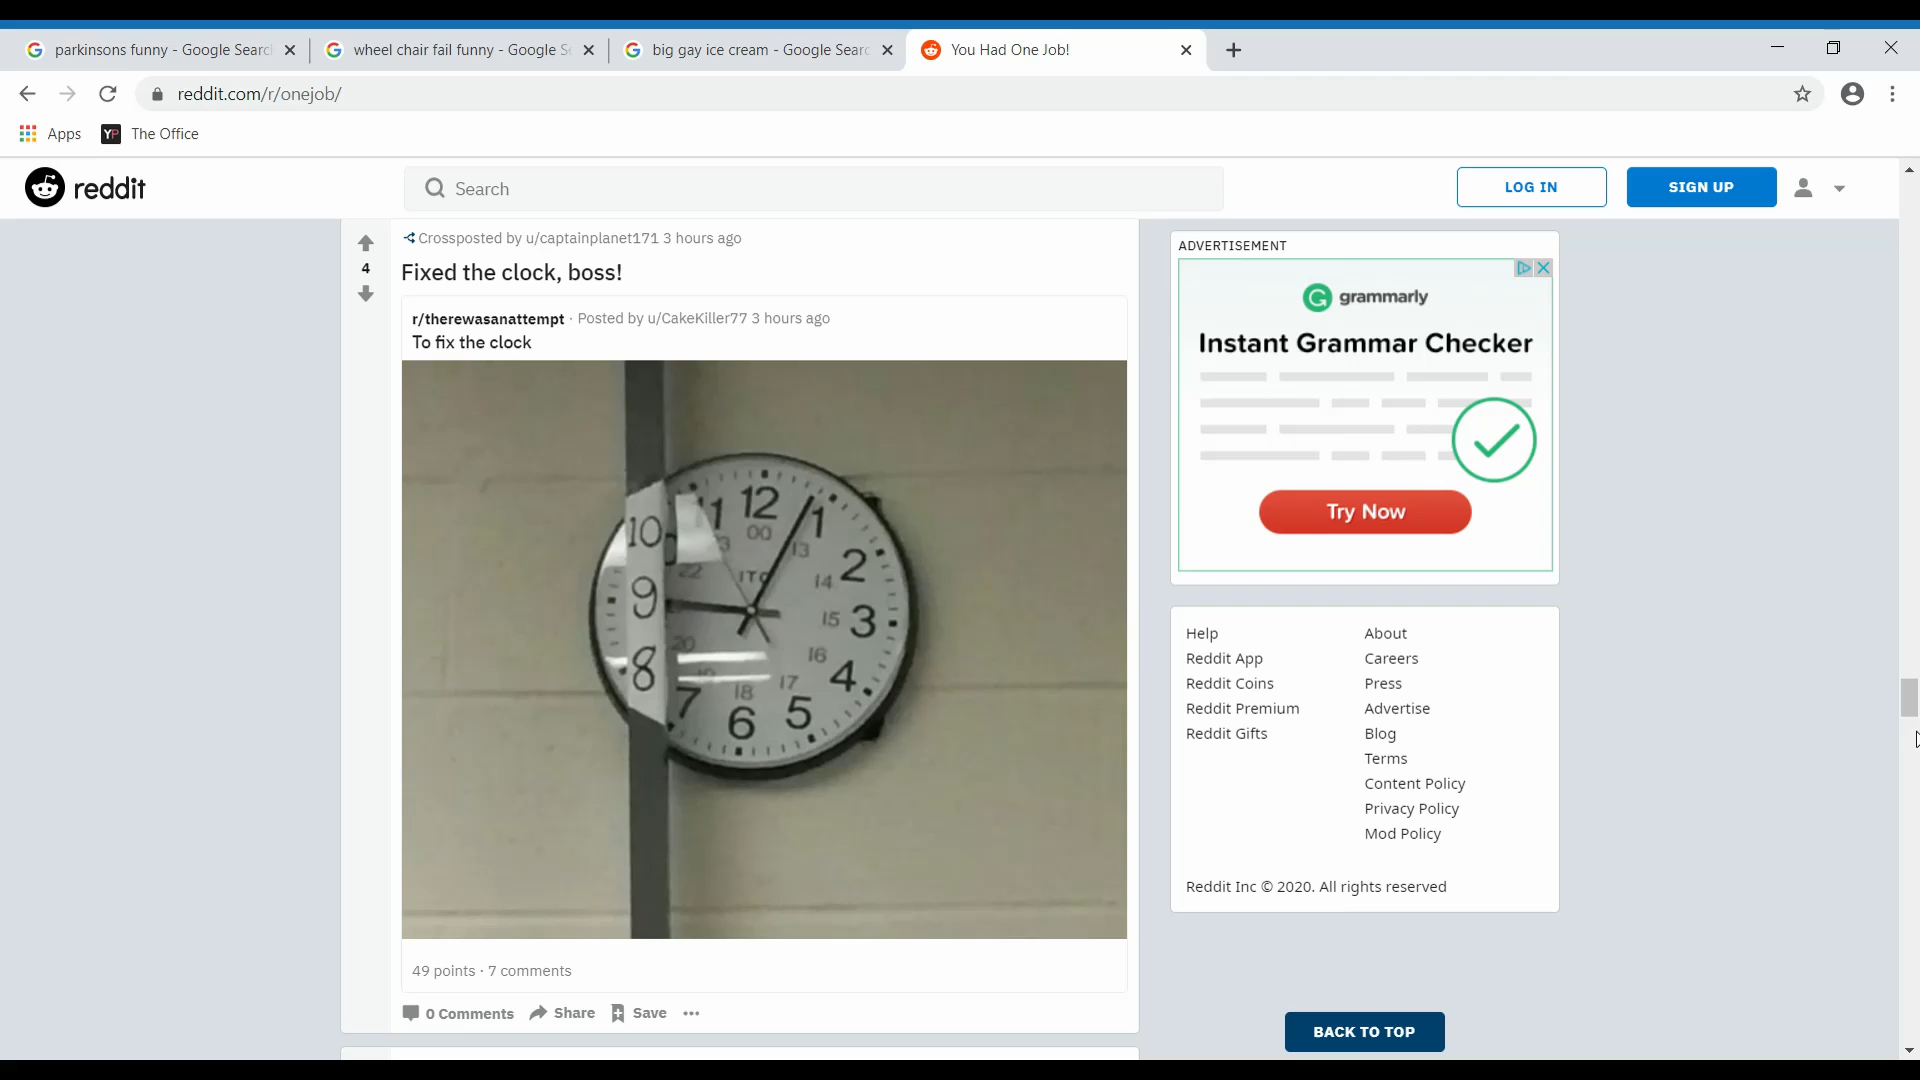 parkinsons funny - Google Searc
wheel chair fail funny - Google S
big gay ice cream - Google Searc
You Had One Job!
reddit.com/r/onejob/
Apps
YP The Office
reddit
Search
LOG IN
SIGN UP
Crossposted by u/captainplanet171 3 hours ago
4
Fixed the clock, boss!
r/therewasanattempt · Posted by u/CakeKiller77 3 hours ago
To fix the clock
12
1
2
3
4
5
6
7
8
9
10
00
13
14
15
16
17
18
20
22
49 points · 7 comments
0 Comments
Share
Save
ADVERTISEMENT
grammarly
Instant Grammar Checker
Try Now
Help
Reddit App
Reddit Coins
Reddit Premium
Reddit Gifts
About
Careers
Press
Advertise
Blog
Terms
Content Policy
Privacy Policy
Mod Policy
Reddit Inc © 2020. All rights reserved
BACK TO TOP